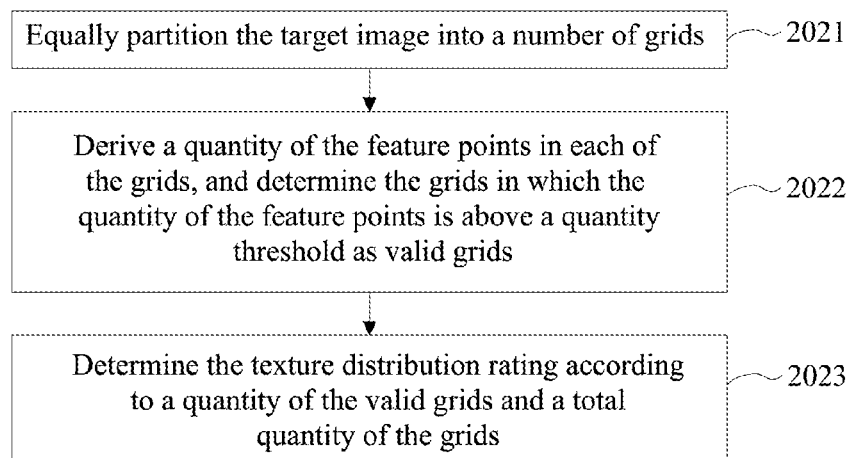 Equally partition the target image into a number of grids
2021
Derive a quantity of the feature points in each of
the grids, and determine the grids in which the
quantity of the feature points is above a quantity
threshold as valid grids
2022
Determine the texture distribution rating according
to a quantity of the valid grids and a total
quantity of the grids
2023